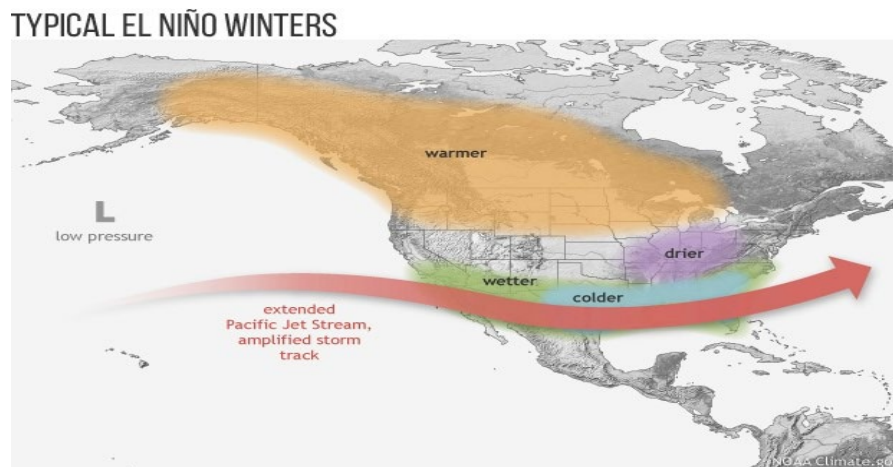 TYPICAL EL NIÑO WINTERS
warmer
L
low pressure
drier
wetter
colder
extended
Pacific Jet Stream,
amplified storm
track
NOAA Climate.go